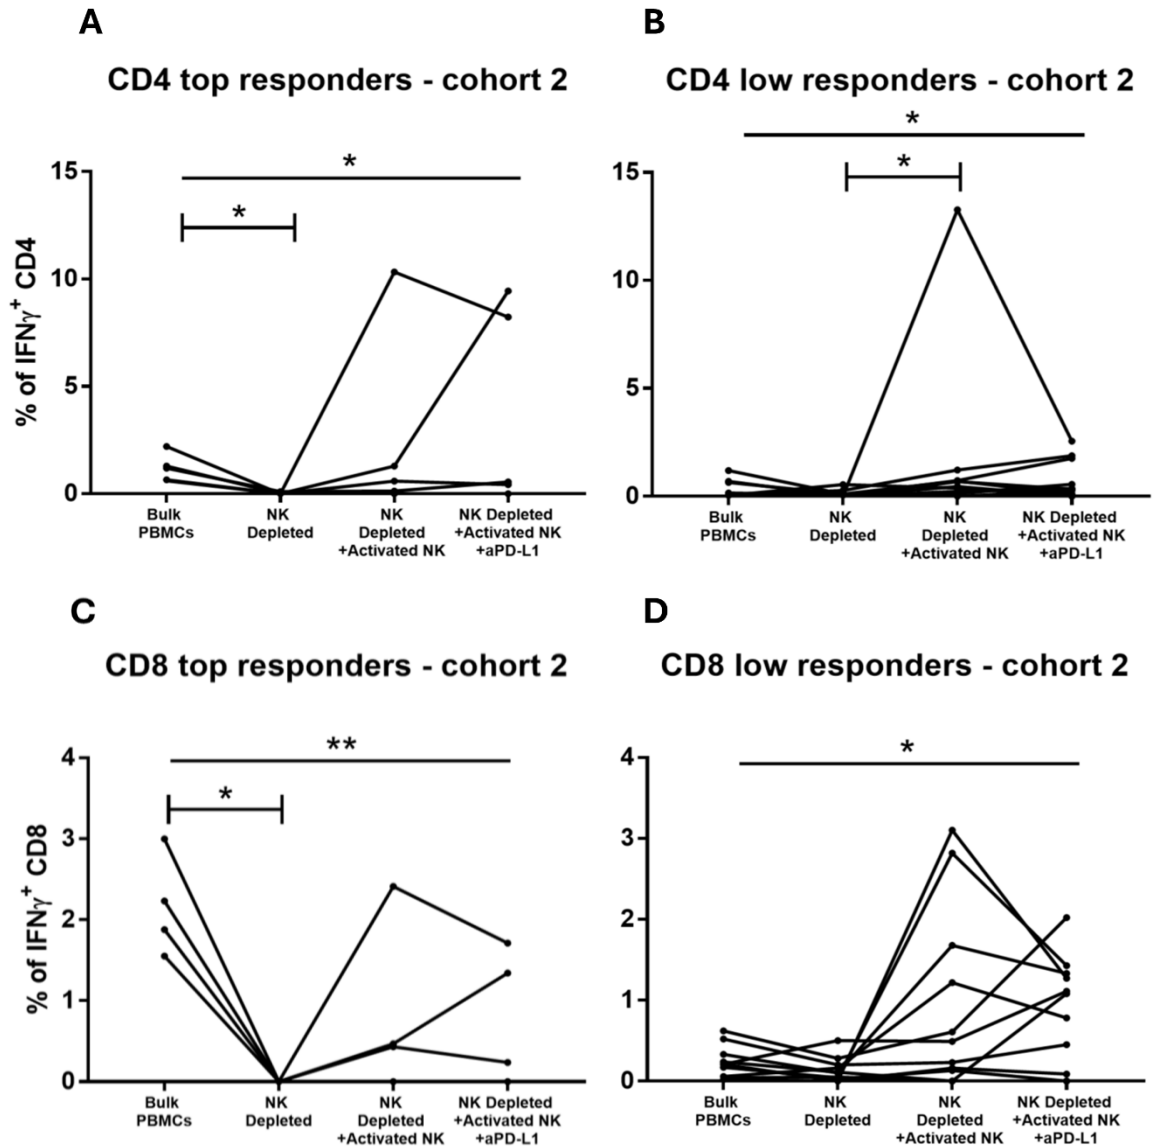 A
CD4 top responders - cohort 2
*
*
15
10
5
0
% of IFNγ+ CD4
Bulk
PBMCs
NK
Depleted
NK
Depleted
+Activated NK
NK Depleted
+Activated NK
+aPD-L1
B
CD4 low responders - cohort 2
*
*
15
10
5
0
Bulk
PBMCs
NK
Depleted
NK
Depleted
+Activated NK
NK Depleted
+Activated NK
+aPD-L1
C
CD8 top responders - cohort 2
**
*
4
3
2
1
0
% of IFNγ+ CD8
Bulk
PBMCs
NK
Depleted
NK
Depleted
+Activated NK
NK Depleted
+Activated NK
+aPD-L1
D
CD8 low responders - cohort 2
*
4
3
2
1
0
Bulk
PBMCs
NK
Depleted
NK
Depleted
+Activated NK
NK Depleted
+Activated NK
+aPD-L1